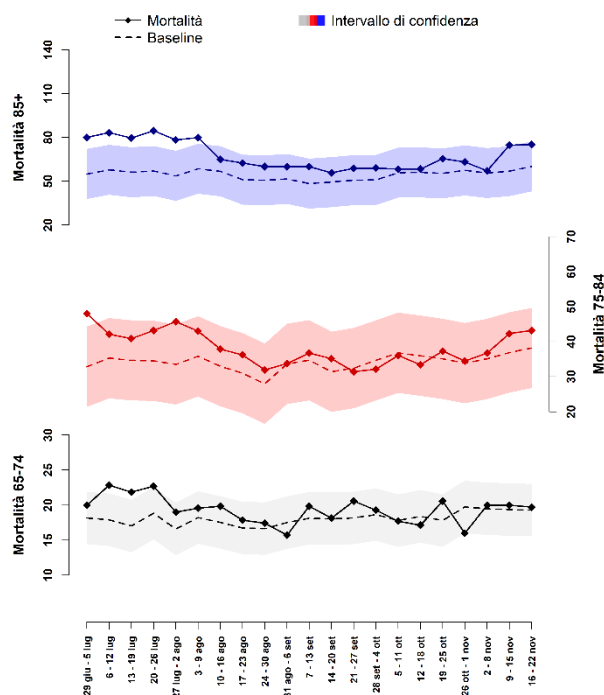 Mortalità
Intervallo di confidenza
Baseline
Mortalità 85+
140
110
80
50
20
Mortalità 75-84
70
60
50
40
30
20
Mortalità 65-74
30
25
20
15
10
29 giu - 5 lug
6 - 12 lug
13 - 19 lug
20 - 26 lug
27 lug - 2 ago
3 - 9 ago
10 - 16 ago
17 - 23 ago
24 - 30 ago
31 ago - 6 set
7 - 13 set
14 - 20 set
21 - 27 set
28 set - 4 ott
5 - 11 ott
12 - 18 ott
19 - 25 ott
26 ott - 1 nov
2 - 8 nov
9 - 15 nov
16 - 22 nov